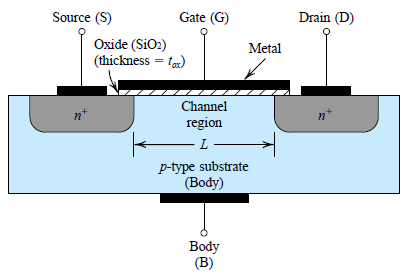 Source (S)
Gate (G)
Drain (D)
Oxide (SiO₂)
(thickness = tₒₓ)
Metal
n⁺
Channel
region
n⁺
L
p-type substrate
(Body)
Body
(B)